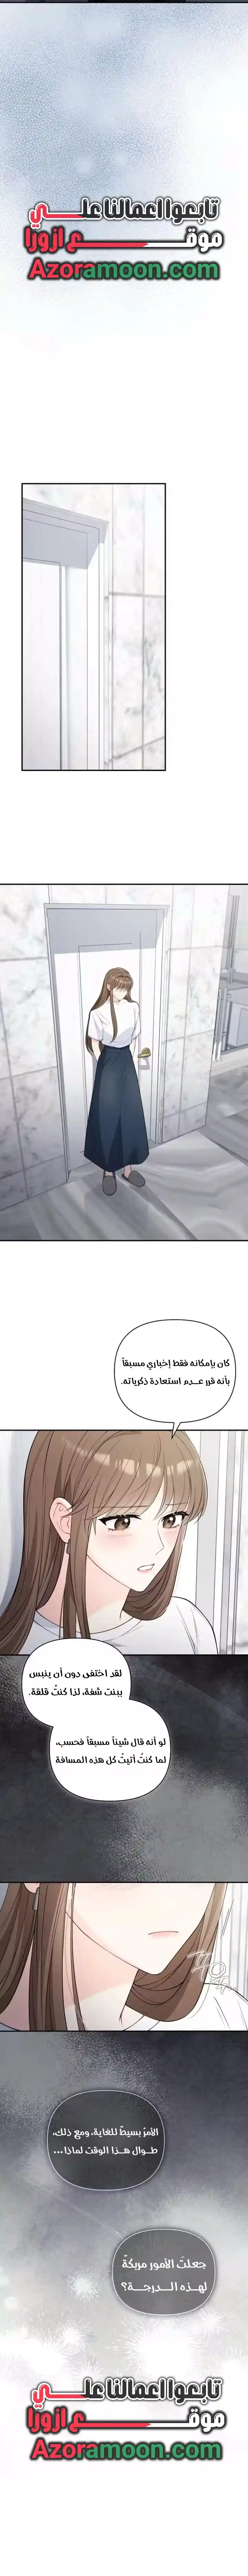 تابعوا اعمالنا علي
موقع ازورا
Azoramoon.com
كان بإمكانه فقط إخباري مسبقاً
بأنه قرر عدم استعادة ذكرياته.
لقد اختفى دون أن ينبس
ببنت شفة، لذا كنتُ قلقة.
لو أنه قال شيئاً مسبقاً فحسب،
لما كنتُ أتيتُ كل هذه المسافة
الأمرُ بسيطٌ للغاية، ومع ذلك،
طوال هذا الوقت لماذا...
جعلتَ الأمور مربكةً
لهذه الدرجة؟
تابعوا اعمالنا علي
موقع ازورا
Azoramoon.com